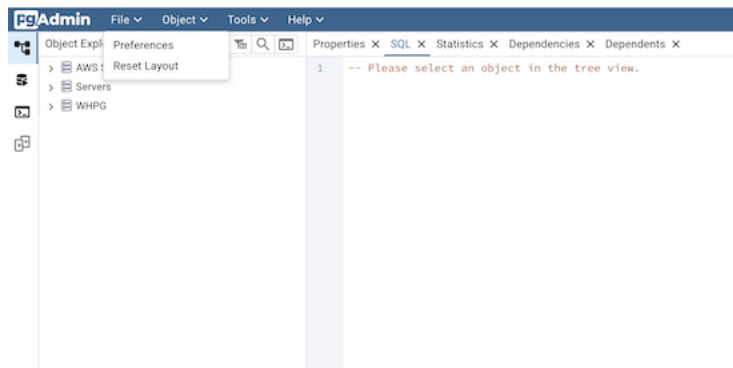 pgAdmin File Object Tools Help
Object Expl
Preferences
Reset Layout
AWS
Servers
WHPG
Properties SQL Statistics Dependencies Dependents
1 -- Please select an object in the tree view.